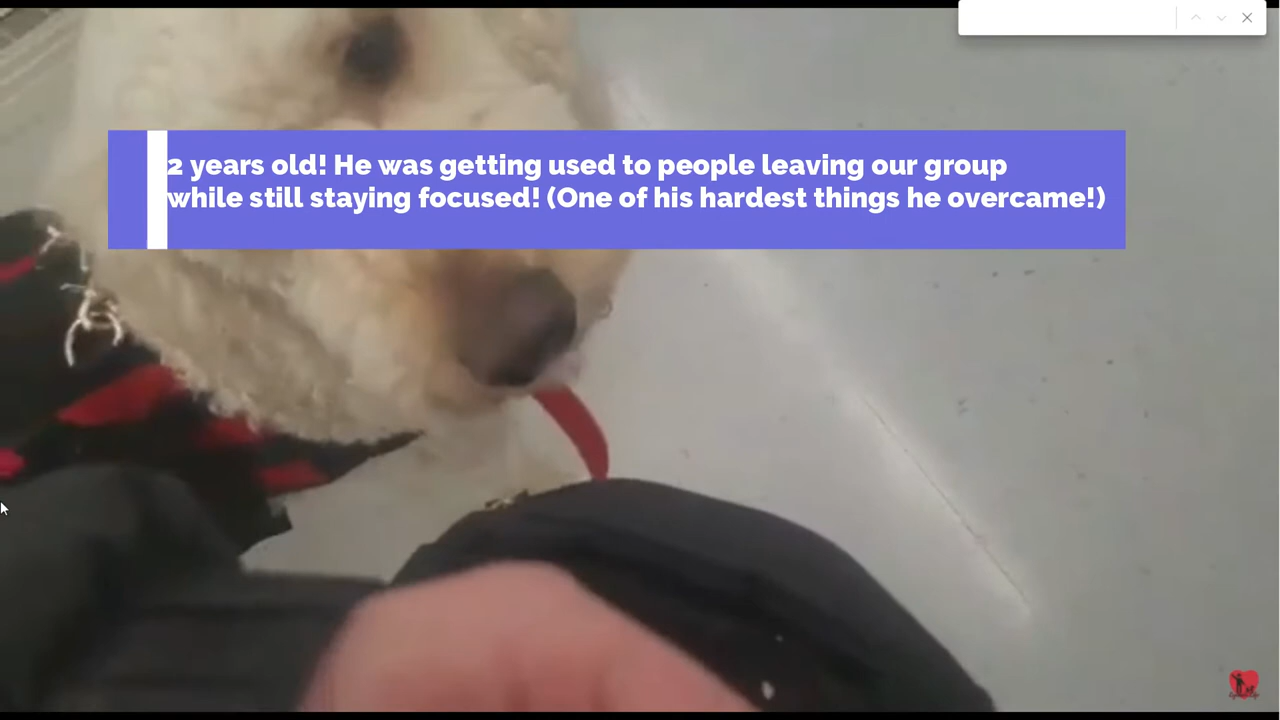 2 years old! He was getting used to people leaving our group
while still staying focused! (One of his hardest things he overcame!)